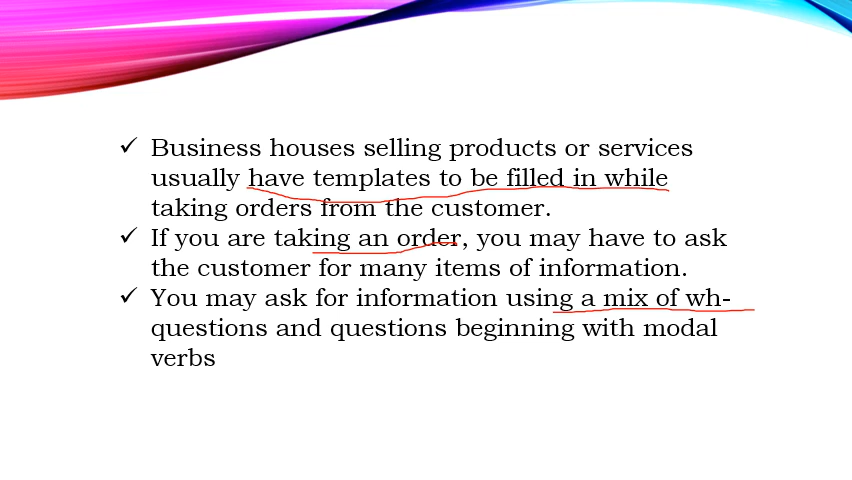 ✓ Business houses selling products or services
usually have templates to be filled in while
taking orders from the customer.
✓ If you are taking an order, you may have to ask
the customer for many items of information.
✓ You may ask for information using a mix of wh-
questions and questions beginning with modal
verbs